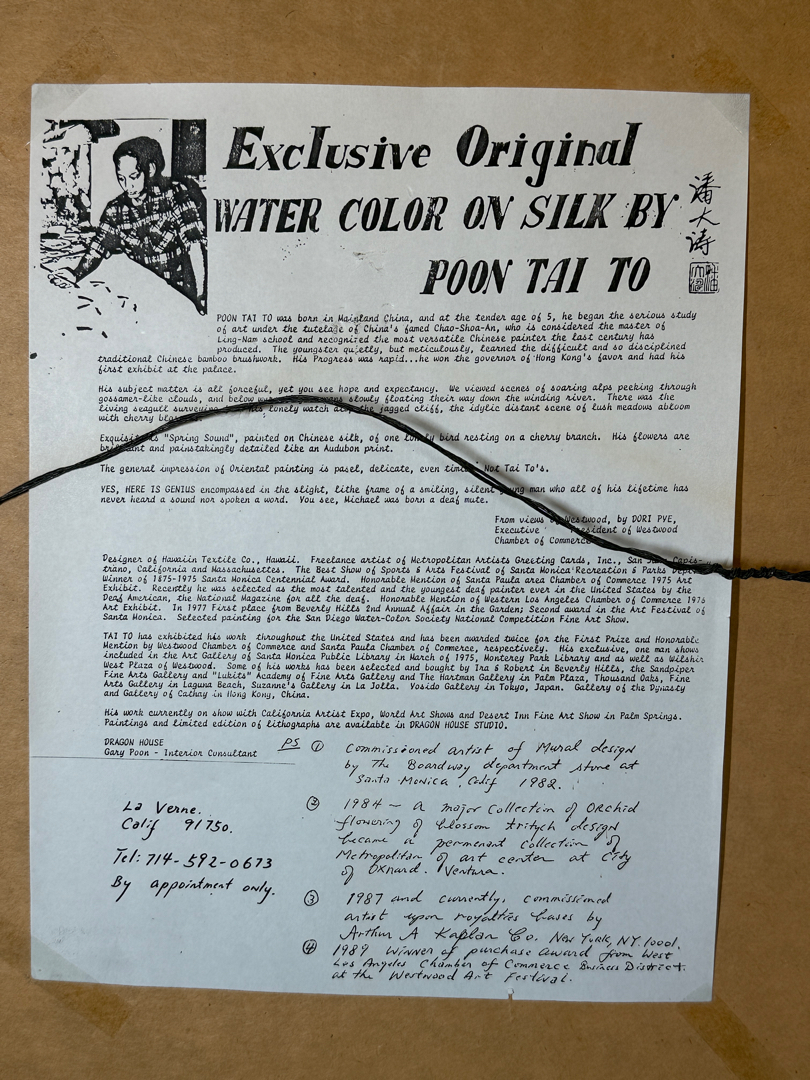 Exclusive Original
WATER COLOR ON SILK BY
POON TAI TO
潘大涛
POON TAI TO was born in Mainland China, and at the tender age of 5, he began the serious study
of art under the tutelage of China's famed Chao-Shoa-An, who is considered the master of
Ling-Nam school and recognized the most versatile Chinese painter the last century has
produced. The youngster quietly, but meticulously, learned the difficult and so disciplined
traditional Chinese bamboo brushwork. His Progress was rapid...he won the governor of Hong Kong's favor and had his
first exhibit at the palace.
His subject matter is all forceful, yet you see hope and expectancy. We viewed scenes of soaring alps peeking through
gossamer-like clouds, and below slowly floating their way down the winding river. There was the
living seagull surveying his lonely watch atop the jagged cliff, the idylic distant scene of lush meadows abloom
with cherry
Exquisite is "Spring Sound", painted on Chinese silk, of one lonely bird resting on a cherry branch. His flowers are
brilliant and painstakingly detailed like an Audubon print.
The general impression of Oriental painting is pasel, delicate, even Not Tai To's.
YES, HERE IS GENIUS encompassed in the slight, lithe frame of a smiling, silent young man who all of his lifetime has
never heard a sound nor spoken a word. You see, Michael was born a deaf mute.
From views by Westwood, by DORI PYE,
Executive President of Westwood
Chamber of Commerce
Designer of Hawaiin Textile Co., Hawaii. Freelance artist of Metropolitan Artists Greeting Cards, Inc., San Juan Capis-
trano, California and Massachusettes. The Best Show of Sports & Arts Festival of Santa Monica Recreation & Parks
Winner of 1875-1975 Santa Monica Centennial Award. Honorable Mention of Santa Paula area Chamber of Commerce 1975 Art
Exhibit. Recently he was selected as the most talented and the youngest deaf painter ever in the United States by the
Deaf American, the National Magazine for all the deaf. Honorable Mention of Western Los Angeles Chamber of Commerce 1975
Art Exhibit. In 1977 First place from Beverly Hills 2nd Annual Affair in the Garden; Second award in the Art Festival of
Santa Monica. Selected painting for the San Diego Water-Color Society National Competition Fine Art Show.
TAI TO has exhibited his work throughout the United States and has been awarded twice for the First Prize and Honorable
Mention by Westwood Chamber of Commerce and Santa Paula Chamber of Commerce, respectively. His exclusive, one man shows
included in the Art Gallery of Santa Monica Public Library in March of 1975, Monterey Park Library and as well as Wilshir
West Plaza of Westwood. Some of his works has been selected and bought by Ira & Robert in Beverly Hills, the Sandpiper
Fine Arts Gallery and "Lukits" Academy of Fine Arts Gallery and The Hartman Gallery in Palm Plaza, Thousand Oaks, Fine
Arts Gallery in Laguna Beach, Suzanne's Gallery in La Jolla. Yosido Gallery in Tokyo, Japan. Gallery of the Dynasty
and Gallery of Cathay in Hong Kong, China.
His work currently on show with California Artist Expo, World Art Shows and Desert Inn Fine Art Show in Palm Springs.
Paintings and limited edition of lithographs are available in DRAGON HOUSE STUDIO.
DRAGON HOUSE
Gary Poon - Interior Consultant
La Verne.
Calif 91750.
Tel: 714-592-0673
By appointment only.
PS ① Commissioned artist of Mural design
by The Boardway department store at
Santa Monica, Calif 1982.
② 1984 - a major collection of ORchid
flowering of blossom tritych design
became a permenant collection of
Metropolitan of art center at City
of Oxnard. Ventura.
③ 1987 and currently, commissioned
artist upon royalties bases by
Arthur A Kaplan Co. New York, NY. 10001.
④ 1989 winner of purchase award from West
Los Angeles Chamber of Commerce Business District
at the Westwood Art Festival.